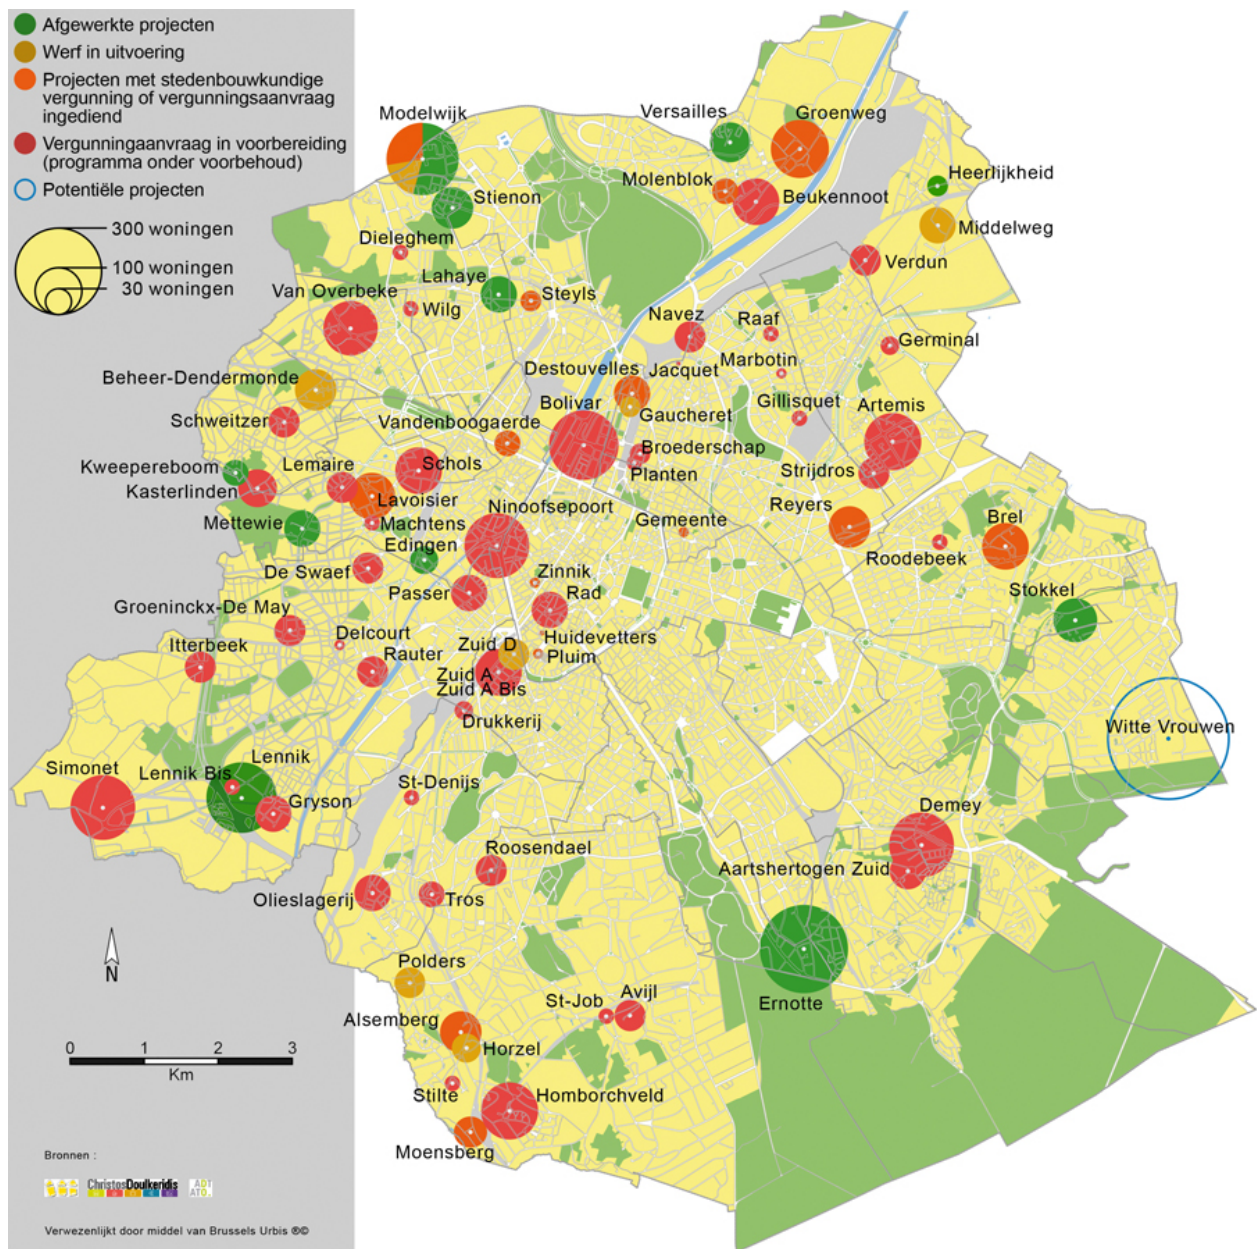 Afgewerkte projecten
Werf in uitvoering
Projecten met stedenbouwkundige
vergunning of vergunningsaanvraag
ingediend
Vergunningaanvraag in voorbereiding
(programma onder voorbehoud)
Potentiële projecten
300 woningen
100 woningen
30 woningen
Modelwijk
Versailles
Groenweg
Stienon
Molenblok
Beukennoot
Heerlijkheid
Middelweg
Dieleghem
Verdun
Lahaye
Steyls
Van Overbeke
Wilg
Navez
Raaf
Germinal
Marbotin
Beheer-Dendermonde
Destouvelles
Jacquet
Bolivar
Gaucheret
Gillisquet
Artemis
Schweitzer
Vandenboogaerde
Broederschap
Planten
Strijdros
Kweepereboom
Lemaire
Schols
Kasterlinden
Lavoisier
Ninoofsepoort
Reyers
Brel
Mettewie
Machtens
Gemeente
Edingen
Roodebeek
De Swaef
Zinnik
Passer
Rad
Stokkel
Groeninckx-De May
Delcourt
Huidevetters
Itterbeek
Rauter
Zuid D
Pluim
Zuid A
Zuid A Bis
Drukkerij
Witte Vrouwen
Simonet
Lennik
Lennik Bis
Gryson
St-Denijs
Demey
Roosendael
Aartshertogen Zuid
Olieslagerij
Tros
Polders
Ernotte
St-Job
Avijl
Alsemberg
Horzel
Stilte
Homborchveld
Moensberg
N
0 1 2 3
Km
Bronnen :
ChristosDoulkeridis
ADT
ATO
Verwezenlijkt door middel van Brussels Urbis ®©